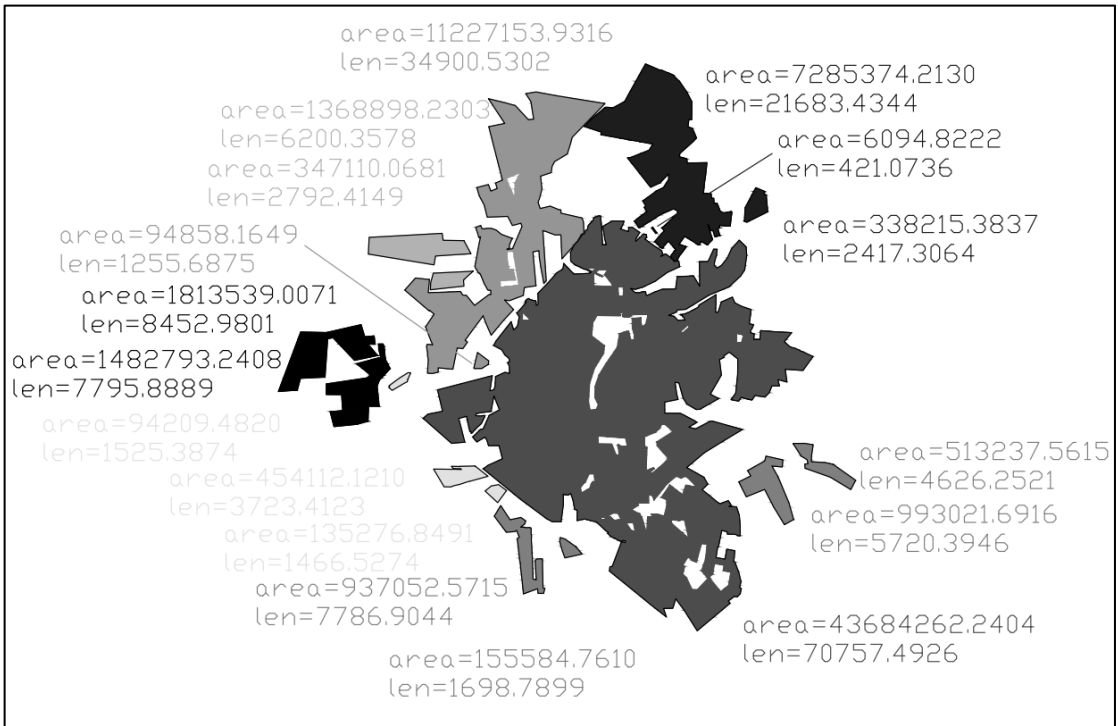 area=11227153.9316
len=34900.5302
area=7285374.2130
len=21683.4344
area=1368898.2303
len=6200.3578
area=6094.8222
len=421.0736
area=347110.0681
len=2792.4149
area=338215.3837
len=2417.3064
area=94858.1649
len=1255.6875
area=1813539.0071
len=8452.9801
area=1482793.2408
len=7795.8889
area=94209.4820
len=1525.3874
area=513237.5615
len=4626.2521
area=454112.1210
len=3723.4123
area=993021.6916
len=5720.3946
area=135276.8491
len=1466.5274
area=937052.5715
len=7786.9044
area=43684262.2404
len=70757.4926
area=155584.7610
len=1698.7899